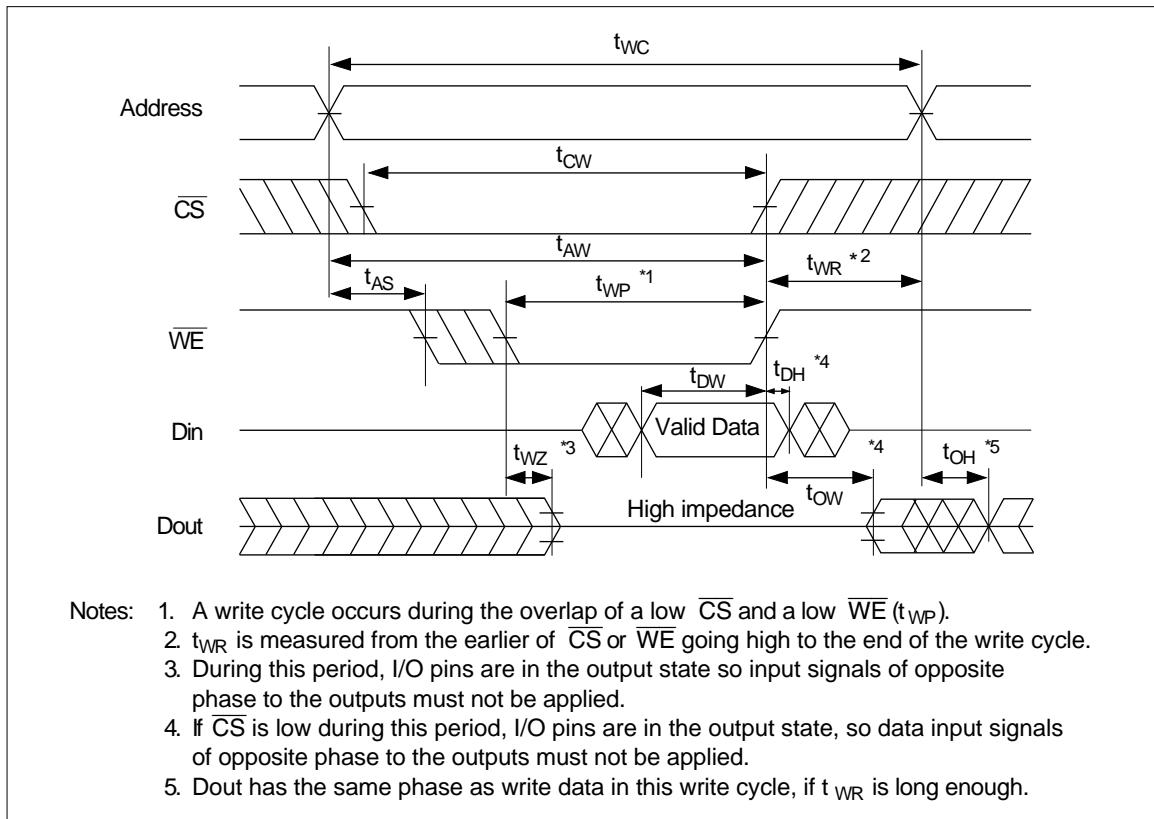 tWC
Address
tCW
CS
tAW
tAS
tWP *1
tWR *2
WE
tDW
tDH *4
Din
Valid Data
tWZ *3
*4
tOW
tOH *5
High impedance
Dout
Notes: 1. A write cycle occurs during the overlap of a low CS and a low WE (tWP).
2. tWR is measured from the earlier of CS or WE going high to the end of the write cycle.
3. During this period, I/O pins are in the output state so input signals of opposite
phase to the outputs must not be applied.
4. If CS is low during this period, I/O pins are in the output state, so data input signals
of opposite phase to the outputs must not be applied.
5. Dout has the same phase as write data in this write cycle, if tWR is long enough.